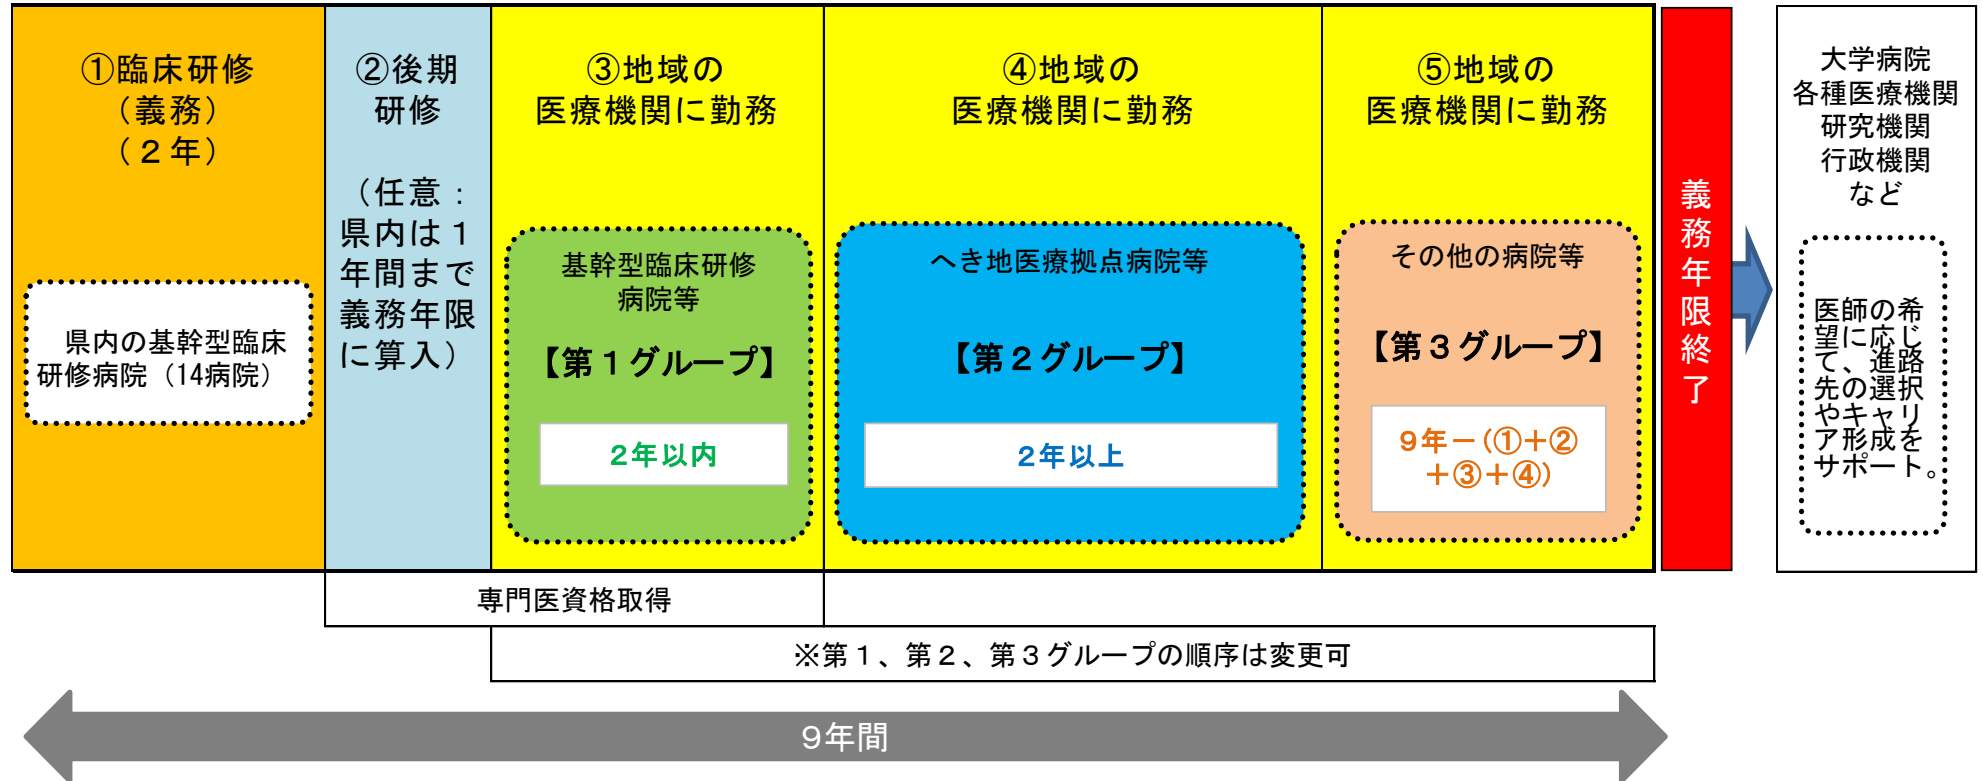 ①臨床研修
（義務）
（２年）
県内の基幹型臨床
研修病院（14病院）
②後期
研修
（任意：
県内は１
年間まで
義務年限
に算入）
③地域の
医療機関に勤務
基幹型臨床研修
病院等
【第１グループ】
2年以内
④地域の
医療機関に勤務
へき地医療拠点病院等
【第２グループ】
2年以上
⑤地域の
医療機関に勤務
その他の病院等
【第３グループ】
9年－(①＋②
＋③＋④)
義務年限終了
大学病院
各種医療機関
研究機関
行政機関
など
医師の希
望に応じ
て、進路
先の選択
やキャリ
ア形成を
サポート。
専門医資格取得
※第１、第２、第３グループの順序は変更可
9年間